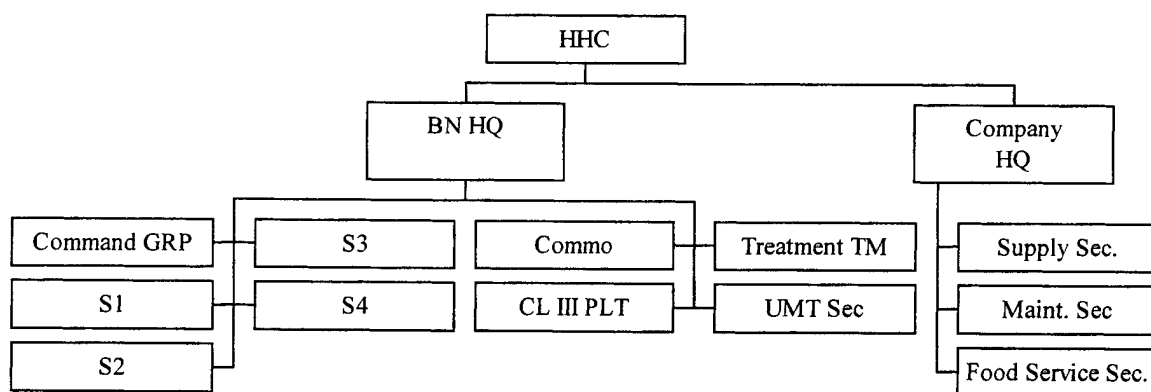 HHC
BN HQ
Company
HQ
Command GRP
S3
Commo
Treatment TM
Supply Sec.
S1
S4
CL III PLT
UMT Sec
Maint. Sec
S2
Food Service Sec.